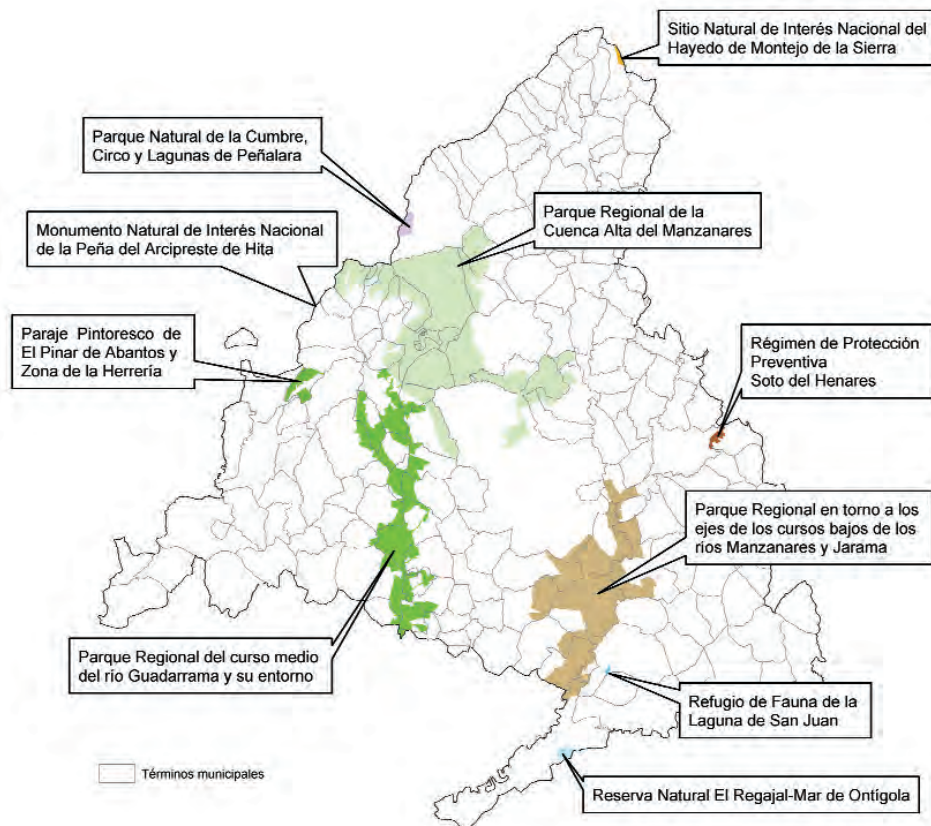 Sitio Natural de Interés Nacional del
Hayedo de Montejo de la Sierra
Parque Natural de la Cumbre,
Circo y Lagunas de Peñalara
Parque Regional de la
Cuenca Alta del Manzanares
Monumento Natural de Interés Nacional
de la Peña del Arcipreste de Hita
Paraje Pintoresco de
El Pinar de Abantos y
Zona de la Herrería
Régimen de Protección
Preventiva
Soto del Henares
Parque Regional en torno a los
ejes de los cursos bajos de los
ríos Manzanares y Jarama
Parque Regional del curso medio
del río Guadarrama y su entorno
Refugio de Fauna de la
Laguna de San Juan
Términos municipales
Reserva Natural El Regajal-Mar de Ontígola